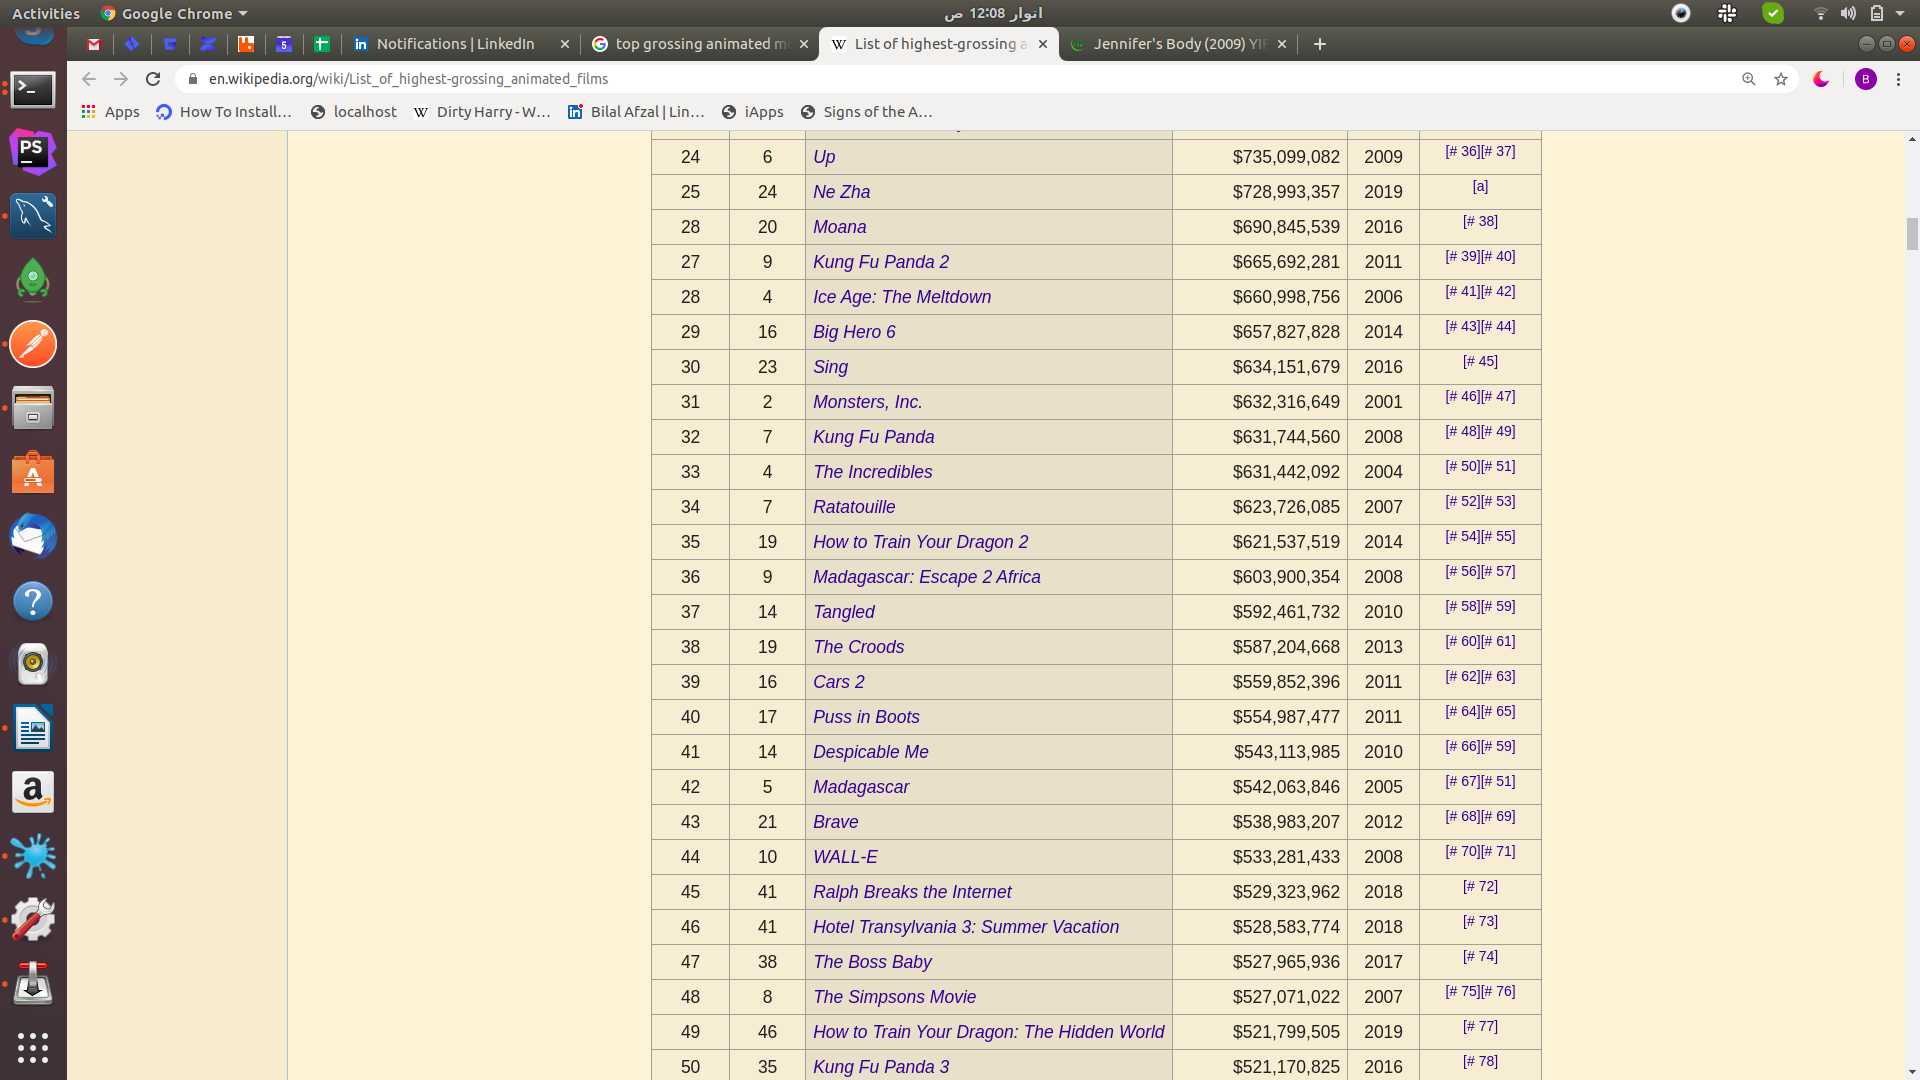 Activities Google Chrome اتوار 12:08 ص
Notifications | LinkedIn top grossing animated m List of highest-grossing a Jennifer's Body (2009) YIF
en.wikipedia.org/wiki/List_of_highest-grossing_animated_films B
Apps How To Install... localhost Dirty Harry - W... Bilal Afzal | Lin... iApps Signs of the A...
24 6 Up $735,099,082 2009 [# 36][# 37]
25 24 Ne Zha $728,993,357 2019 [a]
28 20 Moana $690,845,539 2016 [# 38]
27 9 Kung Fu Panda 2 $665,692,281 2011 [# 39][# 40]
28 4 Ice Age: The Meltdown $660,998,756 2006 [# 41][# 42]
29 16 Big Hero 6 $657,827,828 2014 [# 43][# 44]
30 23 Sing $634,151,679 2016 [# 45]
31 2 Monsters, Inc. $632,316,649 2001 [# 46][# 47]
32 7 Kung Fu Panda $631,744,560 2008 [# 48][# 49]
33 4 The Incredibles $631,442,092 2004 [# 50][# 51]
34 7 Ratatouille $623,726,085 2007 [# 52][# 53]
35 19 How to Train Your Dragon 2 $621,537,519 2014 [# 54][# 55]
36 9 Madagascar: Escape 2 Africa $603,900,354 2008 [# 56][# 57]
37 14 Tangled $592,461,732 2010 [# 58][# 59]
38 19 The Croods $587,204,668 2013 [# 60][# 61]
39 16 Cars 2 $559,852,396 2011 [# 62][# 63]
40 17 Puss in Boots $554,987,477 2011 [# 64][# 65]
41 14 Despicable Me $543,113,985 2010 [# 66][# 59]
42 5 Madagascar $542,063,846 2005 [# 67][# 51]
43 21 Brave $538,983,207 2012 [# 68][# 69]
44 10 WALL-E $533,281,433 2008 [# 70][# 71]
45 41 Ralph Breaks the Internet $529,323,962 2018 [# 72]
46 41 Hotel Transylvania 3: Summer Vacation $528,583,774 2018 [# 73]
47 38 The Boss Baby $527,965,936 2017 [# 74]
48 8 The Simpsons Movie $527,071,022 2007 [# 75][# 76]
49 46 How to Train Your Dragon: The Hidden World $521,799,505 2019 [# 77]
50 35 Kung Fu Panda 3 $521,170,825 2016 [# 78]